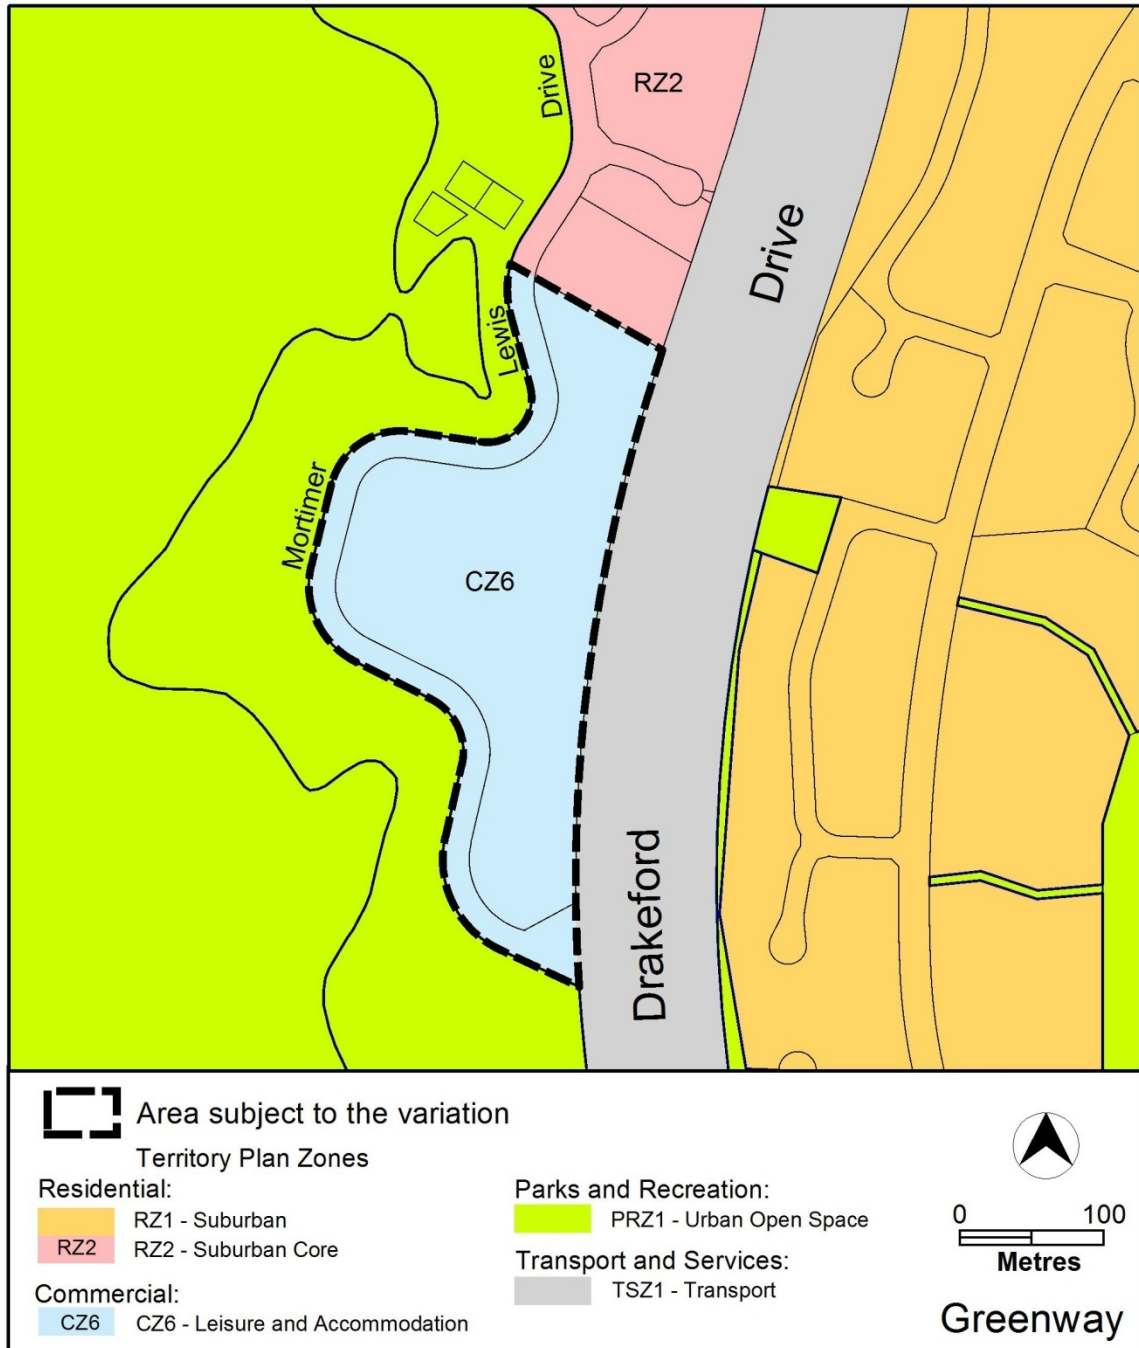 RZ2
Drive
Drive
Lewis
Mortimer
CZ6
Drakeford
Area subject to the variation
Territory Plan Zones
Residential:
RZ1 - Suburban
RZ2 RZ2 - Suburban Core
Commercial:
CZ6 CZ6 - Leisure and Accommodation
Parks and Recreation:
PRZ1 - Urban Open Space
Transport and Services:
TSZ1 - Transport
0 100
Metres
Greenway